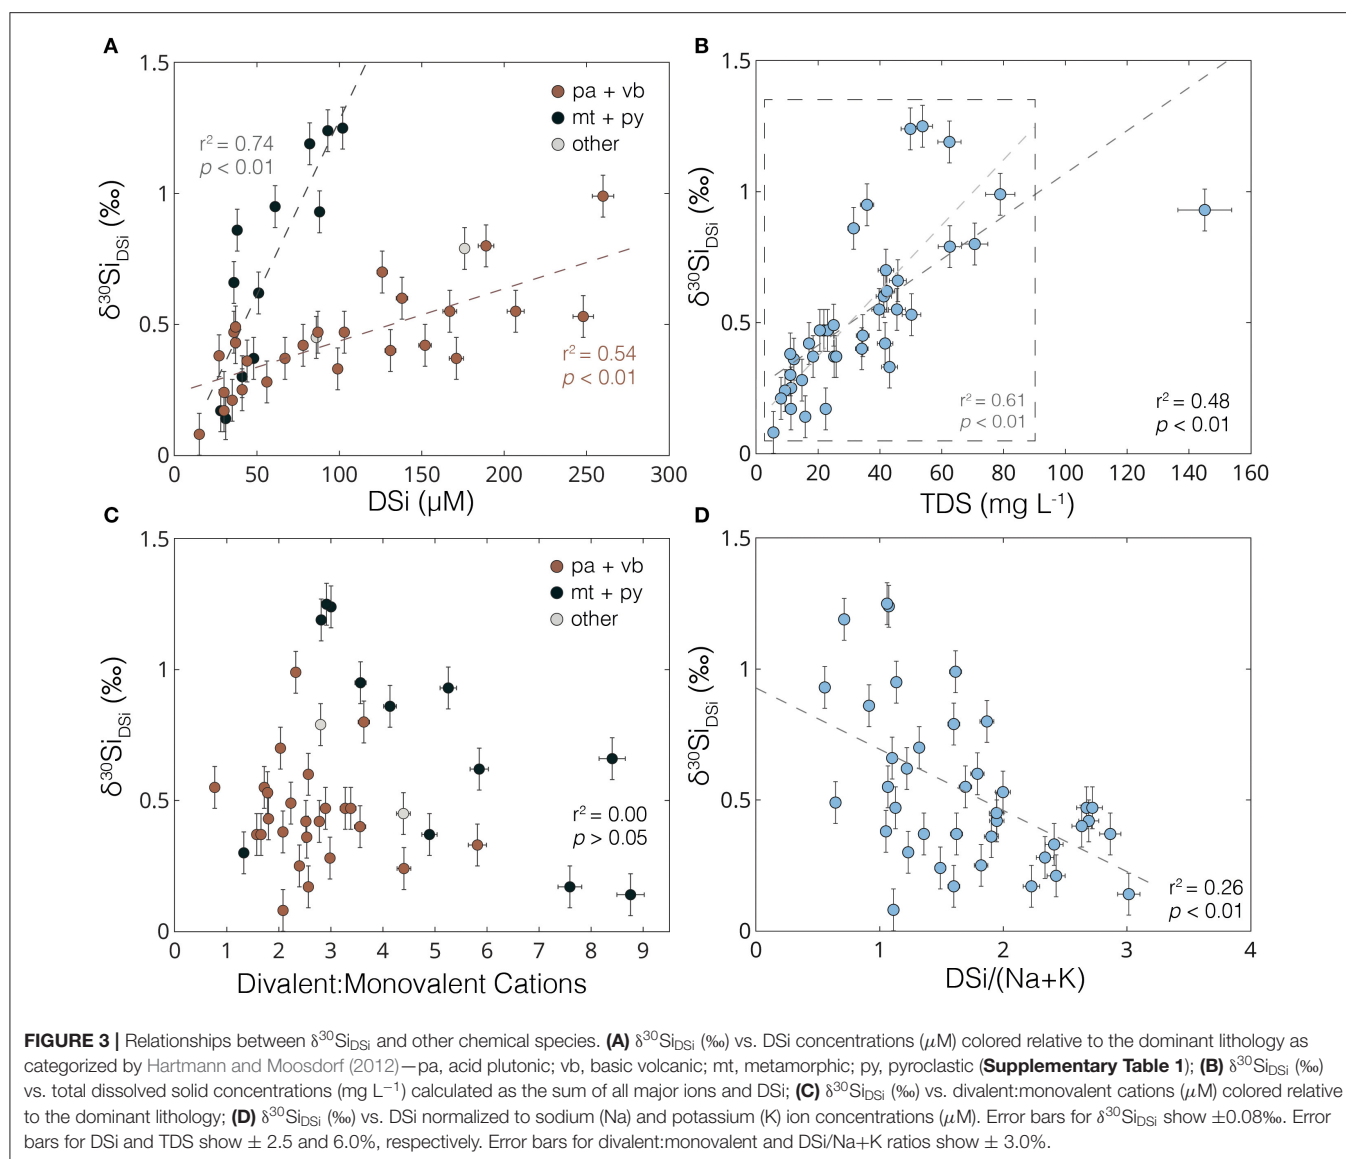 A
1.5
1
0.5
0
δ³⁰Si_DSi (‰)
pa + vb
mt + py
other
r² = 0.74
p < 0.01
r² = 0.54
p < 0.01
0 50 100 150 200 250 300
DSi (µM)
B
1.5
1
0.5
0
δ³⁰Si_DSi (‰)
r² = 0.61
p < 0.01
r² = 0.48
p < 0.01
0 20 40 60 80 100 120 140 160
TDS (mg L⁻¹)
C
1.5
1
0.5
0
δ³⁰Si_DSi (‰)
pa + vb
mt + py
other
r² = 0.00
p > 0.05
0 1 2 3 4 5 6 7 8 9
Divalent:Monovalent Cations
D
1.5
1
0.5
0
δ³⁰Si_DSi (‰)
r² = 0.26
p < 0.01
0 1 2 3 4
DSi/(Na+K)
FIGURE 3 | Relationships between δ³⁰Si_DSi and other chemical species. (A) δ³⁰Si_DSi (‰) vs. DSi concentrations (µM) colored relative to the dominant lithology as
categorized by Hartmann and Moosdorf (2012)—pa, acid plutonic; vb, basic volcanic; mt, metamorphic; py, pyroclastic (Supplementary Table 1); (B) δ³⁰Si_DSi (‰)
vs. total dissolved solid concentrations (mg L⁻¹) calculated as the sum of all major ions and DSi; (C) δ³⁰Si_DSi (‰) vs. divalent:monovalent cations (µM) colored relative
to the dominant lithology; (D) δ³⁰Si_DSi (‰) vs. DSi normalized to sodium (Na) and potassium (K) ion concentrations (µM). Error bars for δ³⁰Si_DSi show ±0.08‰. Error
bars for DSi and TDS show ± 2.5 and 6.0%, respectively. Error bars for divalent:monovalent and DSi/Na+K ratios show ± 3.0%.